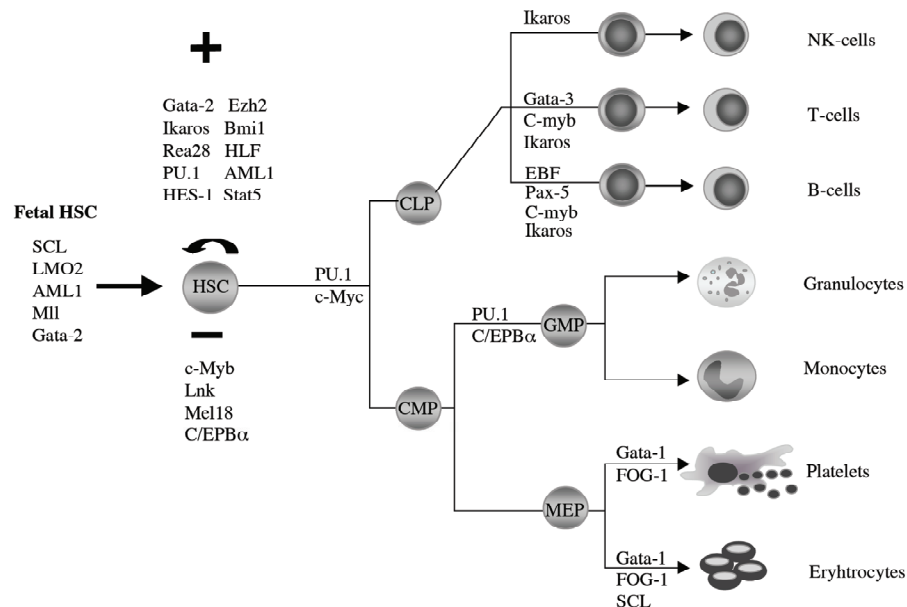 +
Gata-2 Ezh2
Ikaros Bmi1
Rea28 HLF
PU.1 AML1
HES-1 Stat5
Fetal HSC
SCL
LMO2
AML1
Mll
Gata-2
HSC
−
c-Myb
Lnk
Mel18
C/EPBα
PU.1
c-Myc
CLP
CMP
Ikaros
NK-cells
Gata-3
C-myb
Ikaros
T-cells
EBF
Pax-5
C-myb
Ikaros
B-cells
PU.1
C/EPBα
GMP
Granulocytes
Monocytes
MEP
Gata-1
FOG-1
Platelets
Gata-1
FOG-1
SCL
Eryhtrocytes